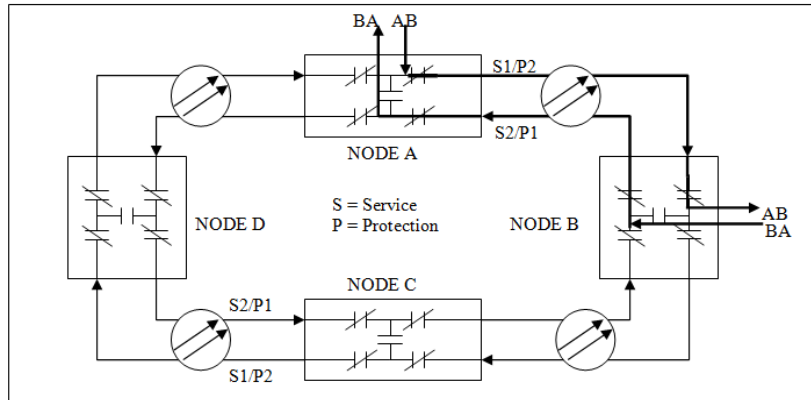 BA AB
S1/P2
S2/P1
NODE A
S = Service
P = Protection
NODE D
NODE B
AB
BA
NODE C
S2/P1
S1/P2